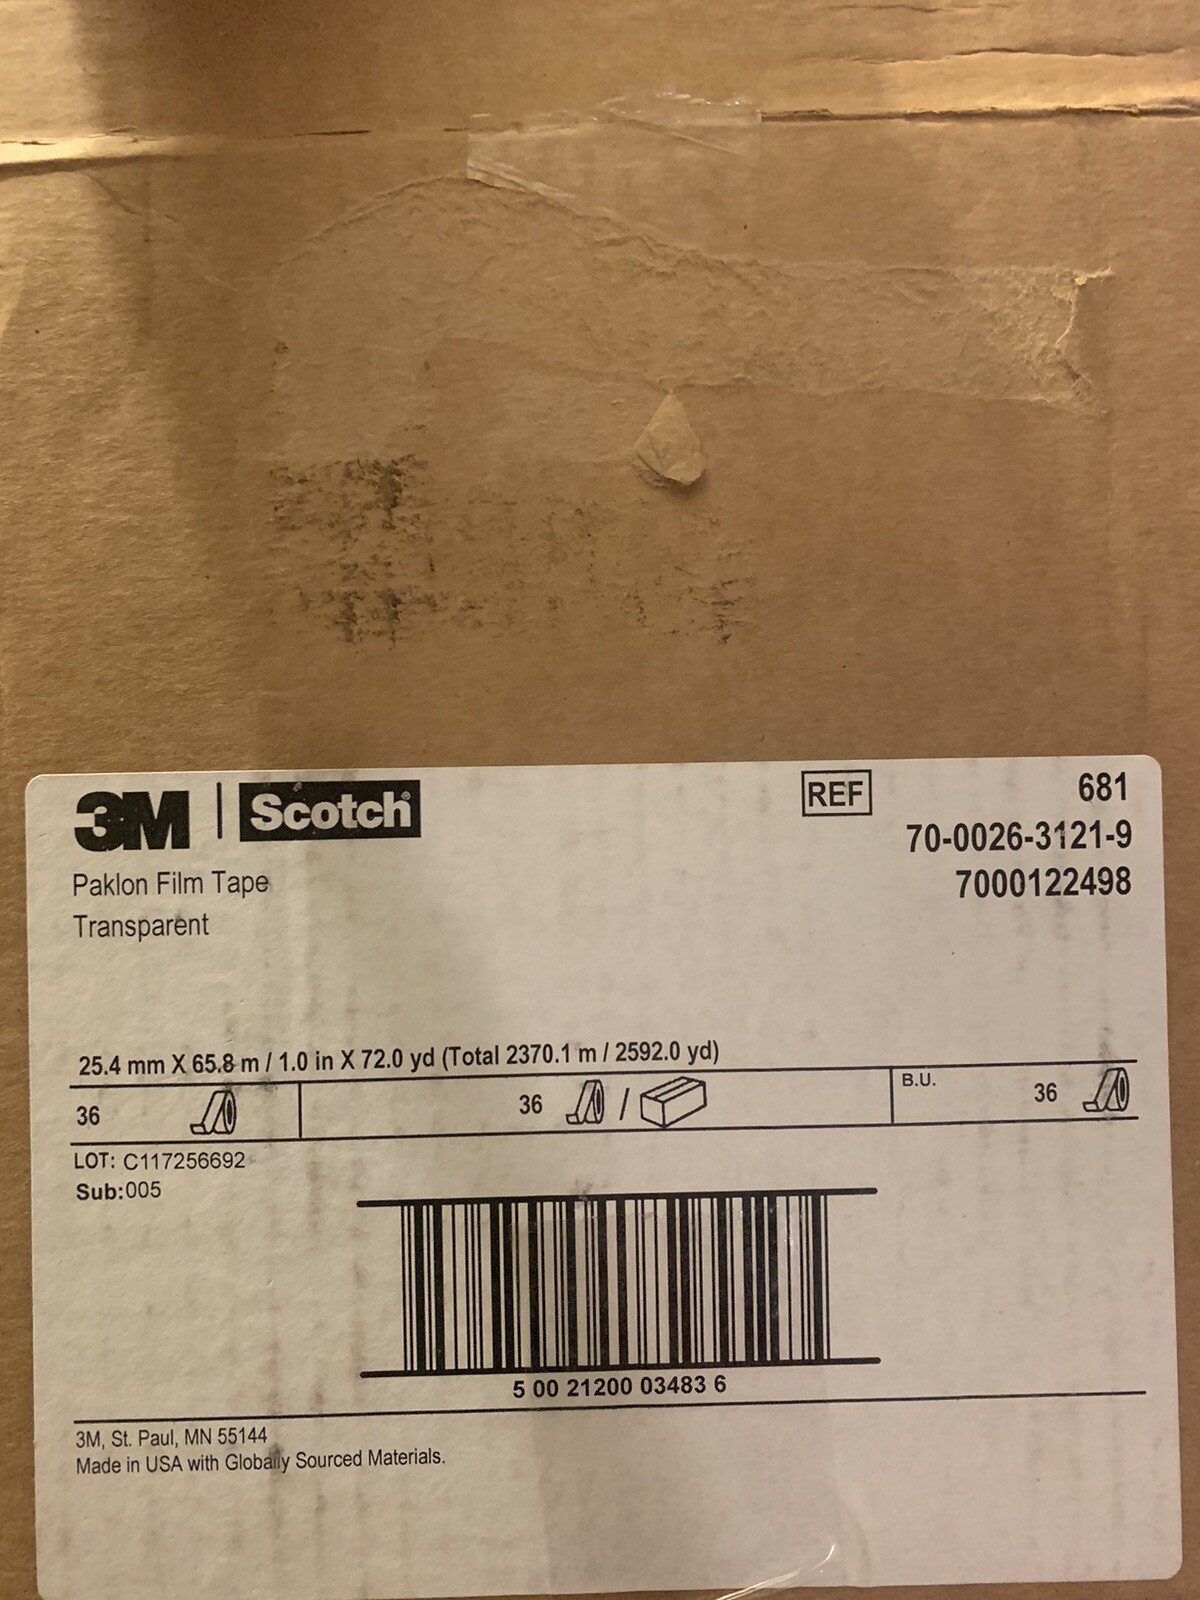 3M | Scotch®
REF 681
70-0026-3121-9
7000122498
Paklon Film Tape
Transparent
25.4 mm X 65.8 m / 1.0 in X 72.0 yd (Total 2370.1 m / 2592.0 yd)
36 36 / B.U. 36
LOT: C117256692
Sub:005
5 00 21200 03483 6
3M, St. Paul, MN 55144
Made in USA with Globally Sourced Materials.